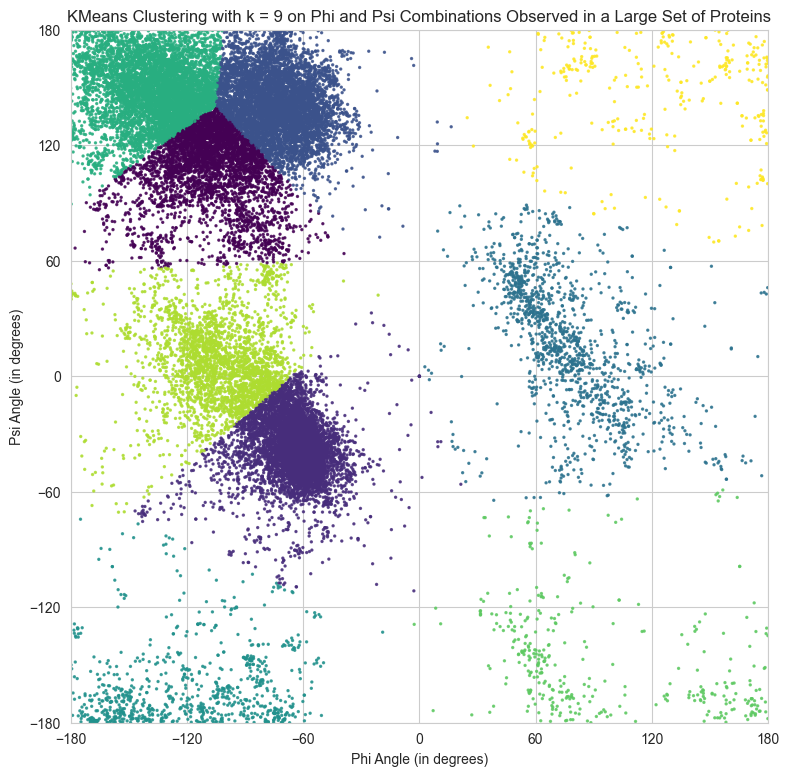 KMeans Clustering with k = 9 on Phi and Psi Combinations Observed in a Large Set of Proteins
180
120
60
0
−60
−120
−180
Psi Angle (in degrees)
−180 −120 −60 0 60 120 180
Phi Angle (in degrees)